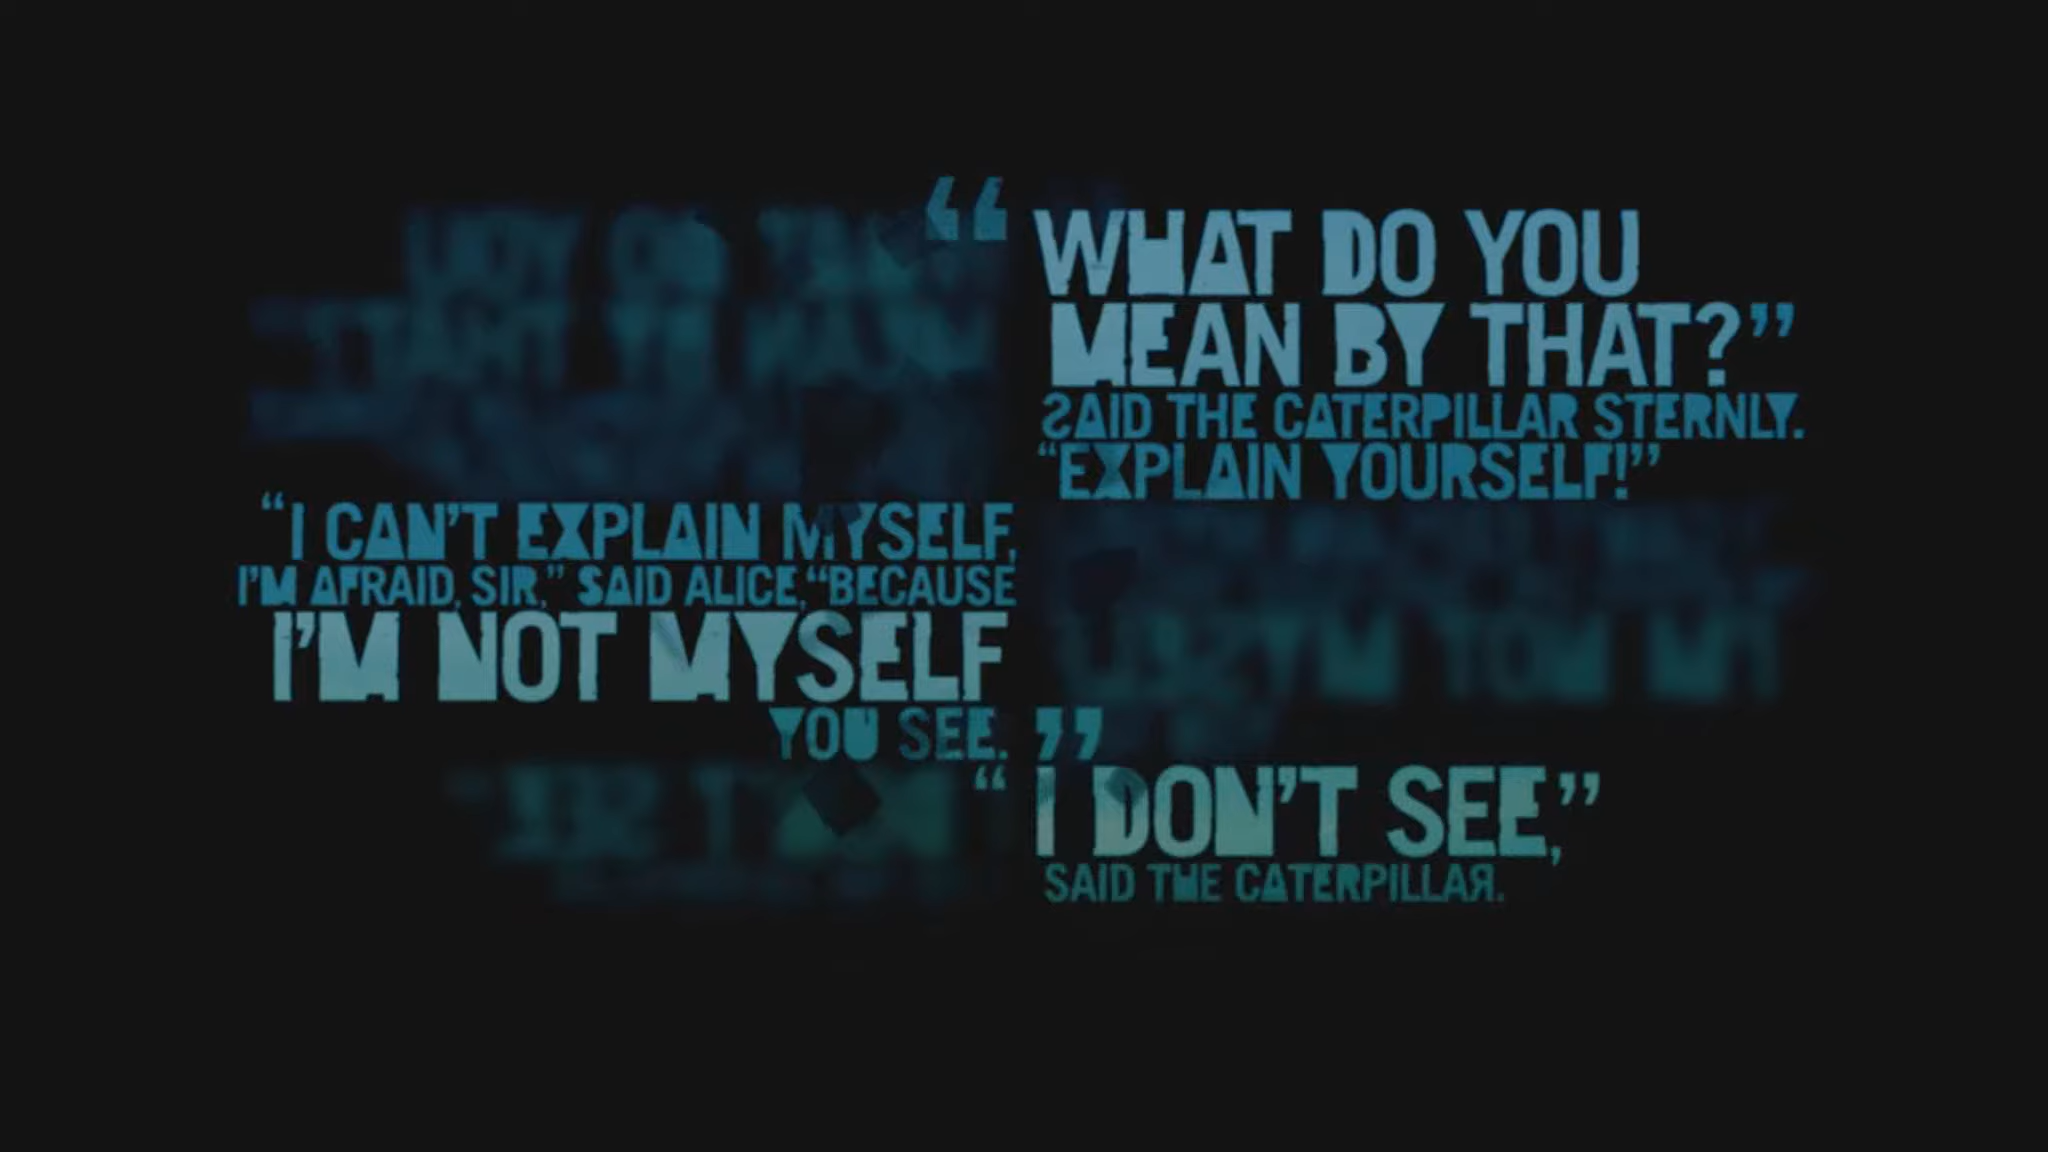 “ WHAT DO YOU
MEAN BY THAT?”
SAID THE CATERPILLAR STERNLY.
“EXPLAIN YOURSELF!”
“I CAN’T EXPLAIN MYSELF,
I’M AFRAID, SIR,” SAID ALICE, “BECAUSE
I’M NOT MYSELF
YOU SEE. ”
“ I DON’T SEE,”
SAID THE CATERPILLAR.